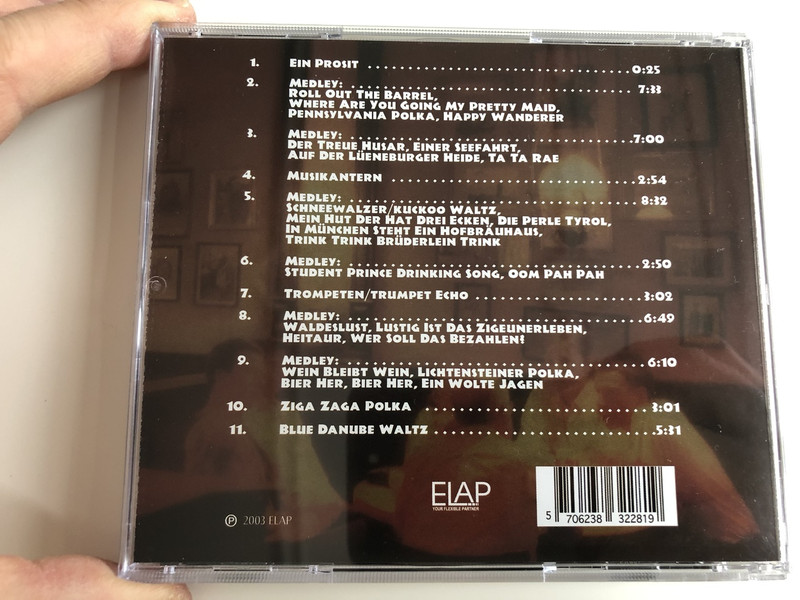 1. Ein Prosit ........................................ 0:25
2. Medley: ........................................ 7:33
Roll Out The Barrel,
Where Are You Going My Pretty Maid,
Pennsylvania Polka, Happy Wanderer
3. Medley: ........................................ 7:00
Der Treue Husar, Einer Seefahrt,
Auf Der Lüeneburger Heide, Ta Ta Rae
4. Musikantern ........................................ 2:54
5. Medley: ........................................ 8:32
Schneewalzer/kuckoo Waltz,
Mein Hut Der Hat Drei Ecken, Die Perle Tyrol,
In München Steht Ein Hofbräuhaus,
Trink Trink Brüderlein Trink
6. Medley: ........................................ 2:50
Student Prince Drinking Song, Oom Pah Pah
7. Trompeten/trumpet Echo ........................................ 3:02
8. Medley: ........................................ 6:49
Waldeslust, Lustig Ist Das Zigeunerleben,
Heitaur, Wer Soll Das Bezahlen?
9. Medley: ........................................ 6:10
Wein Bleibt Wein, Lichtensteiner Polka,
Bier Her, Bier Her, Ein Wolte Jagen
10. Ziga Zaga Polka ........................................ 3:01
11. Blue Danube Waltz ........................................ 5:31
ELAP
YOUR FLEXIBLE PARTNER
℗ 2003 ELAP
5 706238 322819